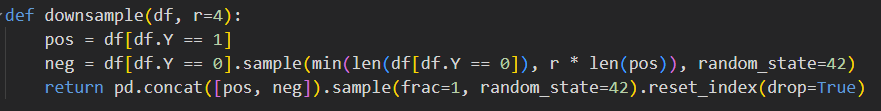 def downsample(df, r=4):
    pos = df[df.Y == 1]
    neg = df[df.Y == 0].sample(min(len(df[df.Y == 0]), r * len(pos)), random_state=42)
    return pd.concat([pos, neg]).sample(frac=1, random_state=42).reset_index(drop=True)